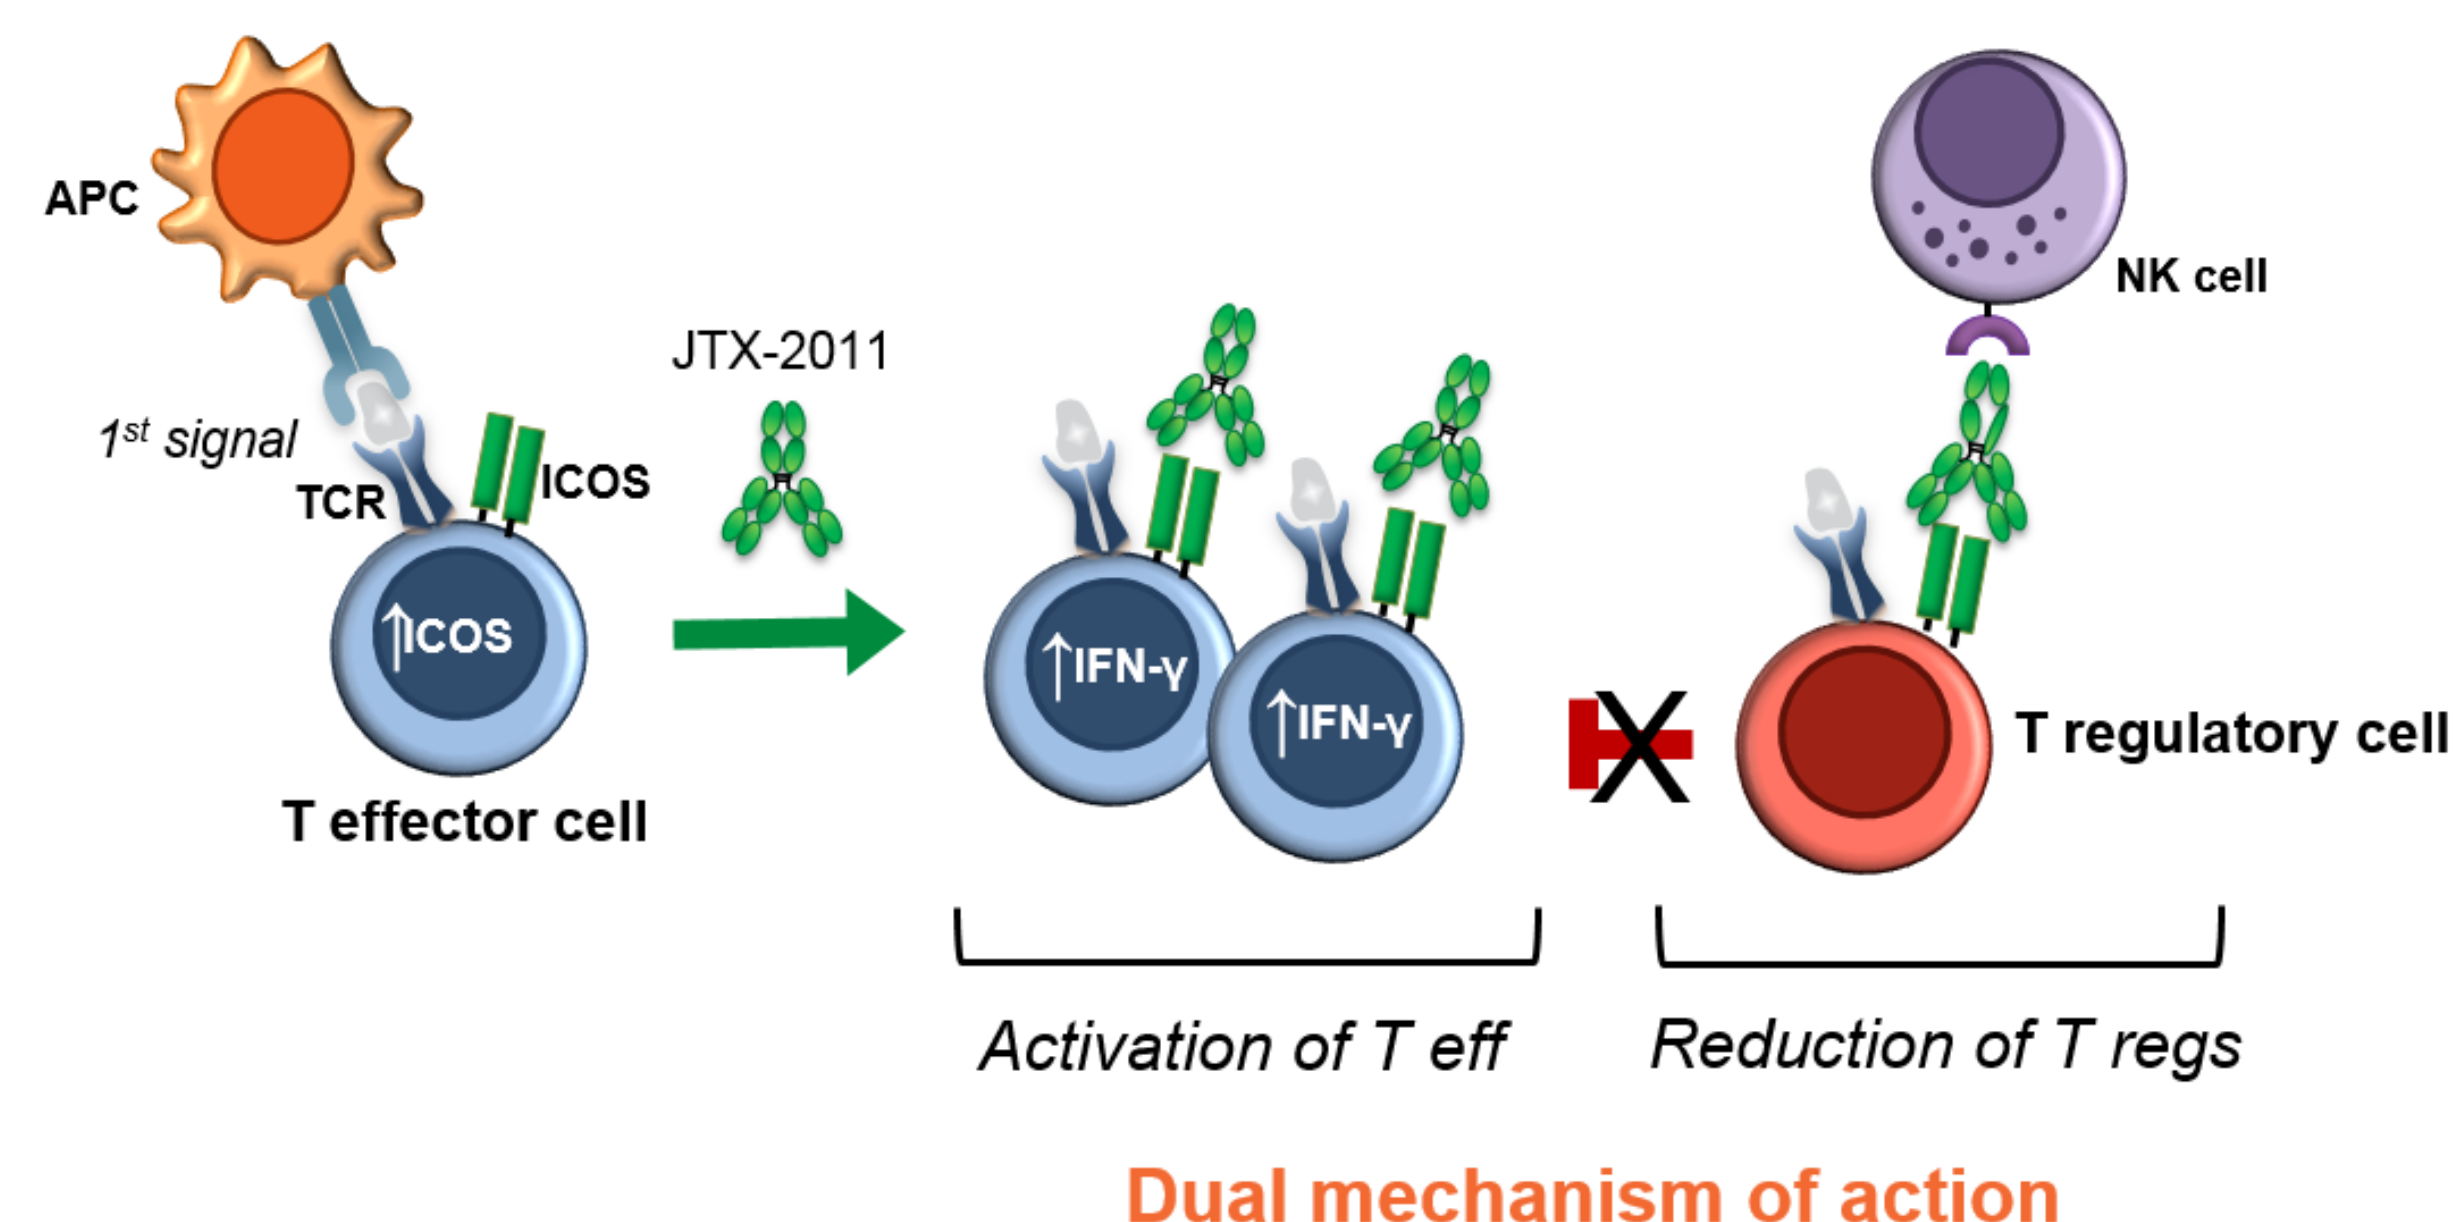 APC
1st signal
TCR
ICOS
↑ICOS
T effector cell
JTX-2011
↑IFN-γ
↑IFN-γ
NK cell
T regulatory cell
Activation of T eff
Reduction of T regs
Dual mechanism of action